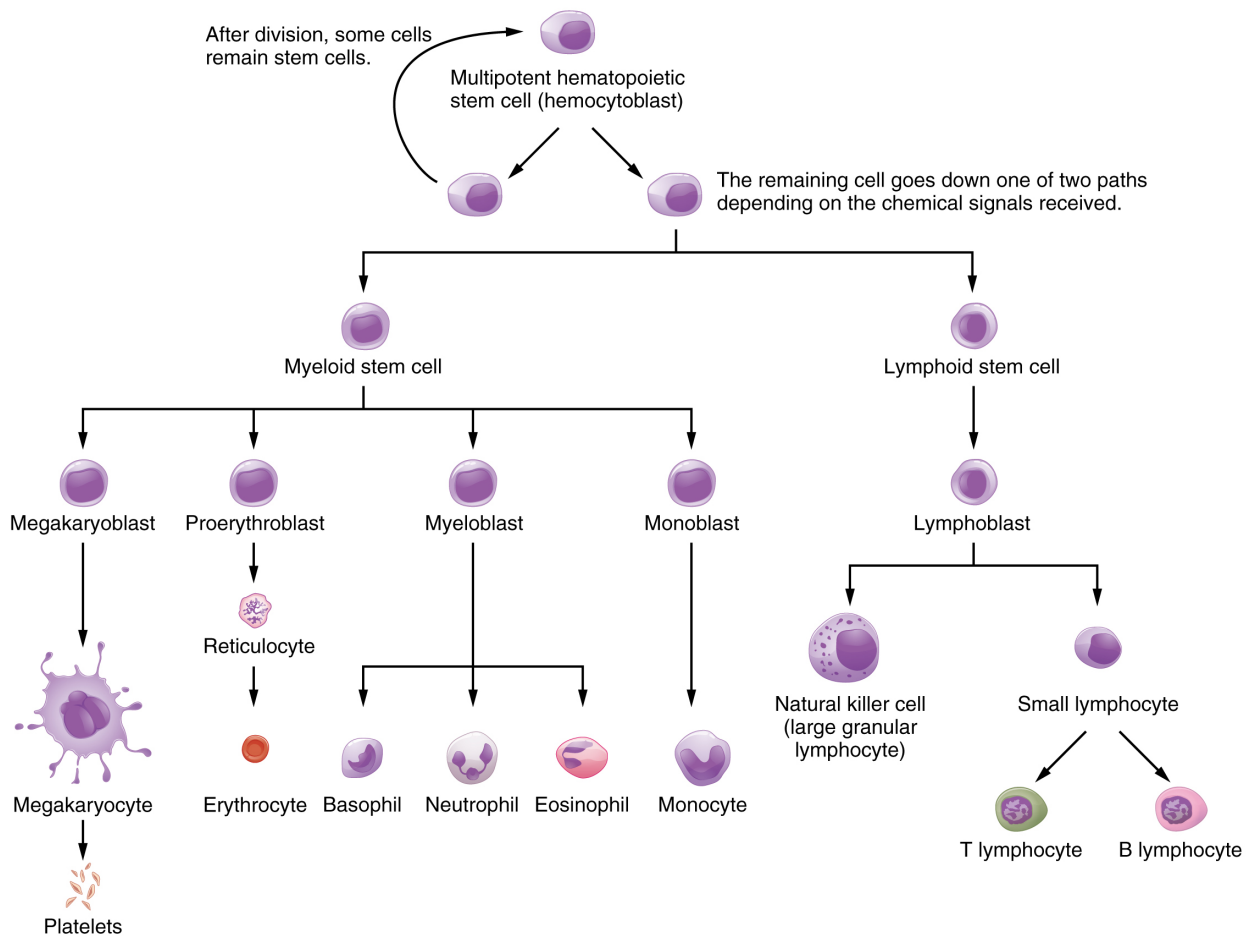 After division, some cells
remain stem cells.
Multipotent hematopoietic
stem cell (hemocytoblast)
The remaining cell goes down one of two paths
depending on the chemical signals received.
Myeloid stem cell
Lymphoid stem cell
Megakaryoblast
Proerythroblast
Myeloblast
Monoblast
Lymphoblast
Reticulocyte
Natural killer cell
(large granular
lymphocyte)
Small lymphocyte
Megakaryocyte
Erythrocyte
Basophil
Neutrophil
Eosinophil
Monocyte
T lymphocyte
B lymphocyte
Platelets